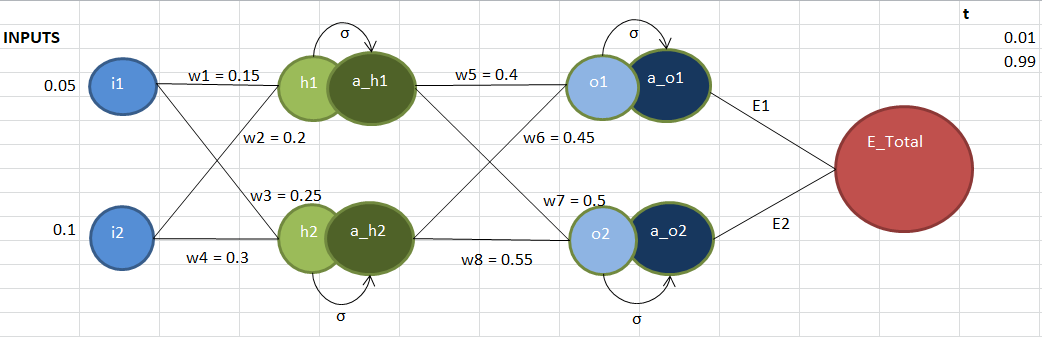 t
σ
σ
INPUTS
0.01
0.99
0.05
i1
w1 = 0.15
h1
a_h1
w5 = 0.4
o1
a_o1
E1
w2 = 0.2
w6 = 0.45
E_Total
w3 = 0.25
w7 = 0.5
0.1
i2
h2
a_h2
o2
a_o2
E2
w4 = 0.3
w8 = 0.55
σ
σ